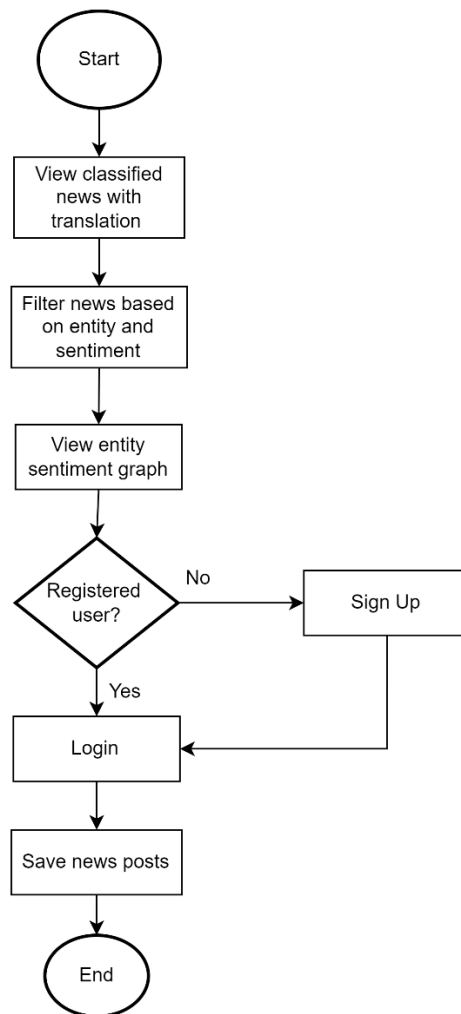 Start
View classified
news with
translation
Filter news based
on entity and
sentiment
View entity
sentiment graph
Registered
user?
No
Sign Up
Yes
Login
Save news posts
End